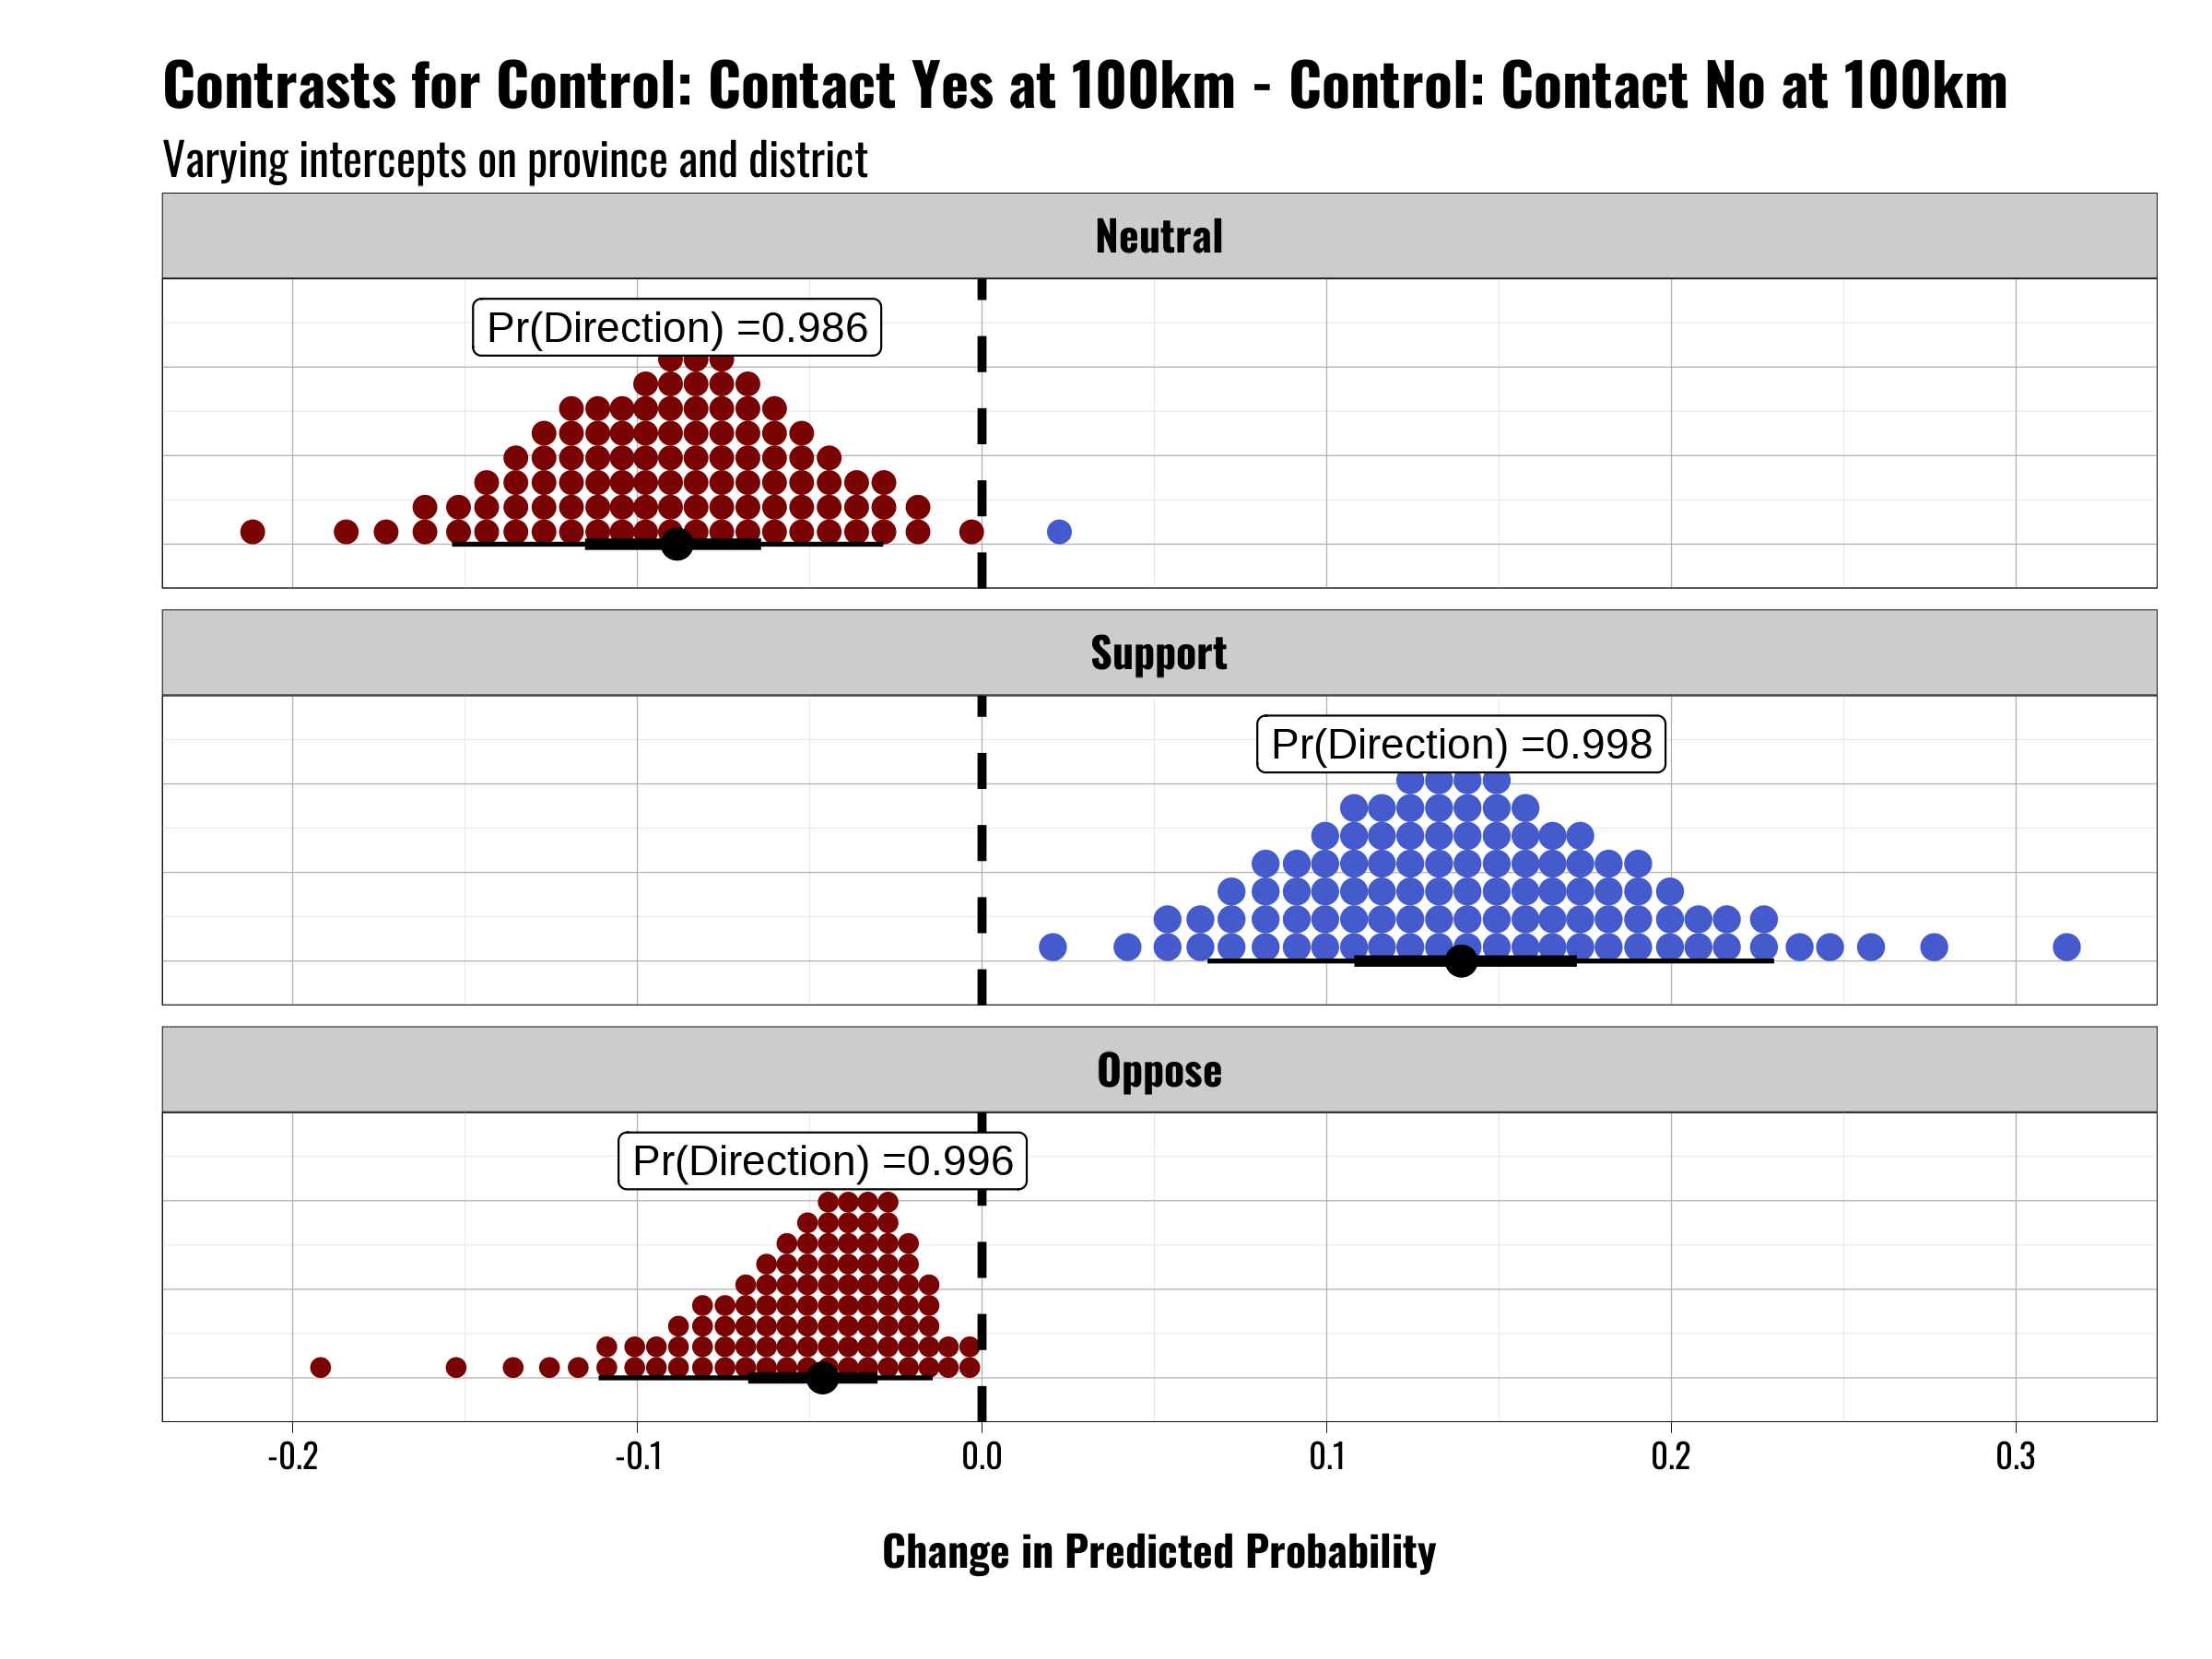 Contrasts for Control: Contact Yes at 100km - Control: Contact No at 100km
Varying intercepts on province and district
Neutral
Pr(Direction) =0.986
Support
Pr(Direction) =0.998
Oppose
Pr(Direction) =0.996
-0.2 -0.1 0.0 0.1 0.2 0.3
Change in Predicted Probability